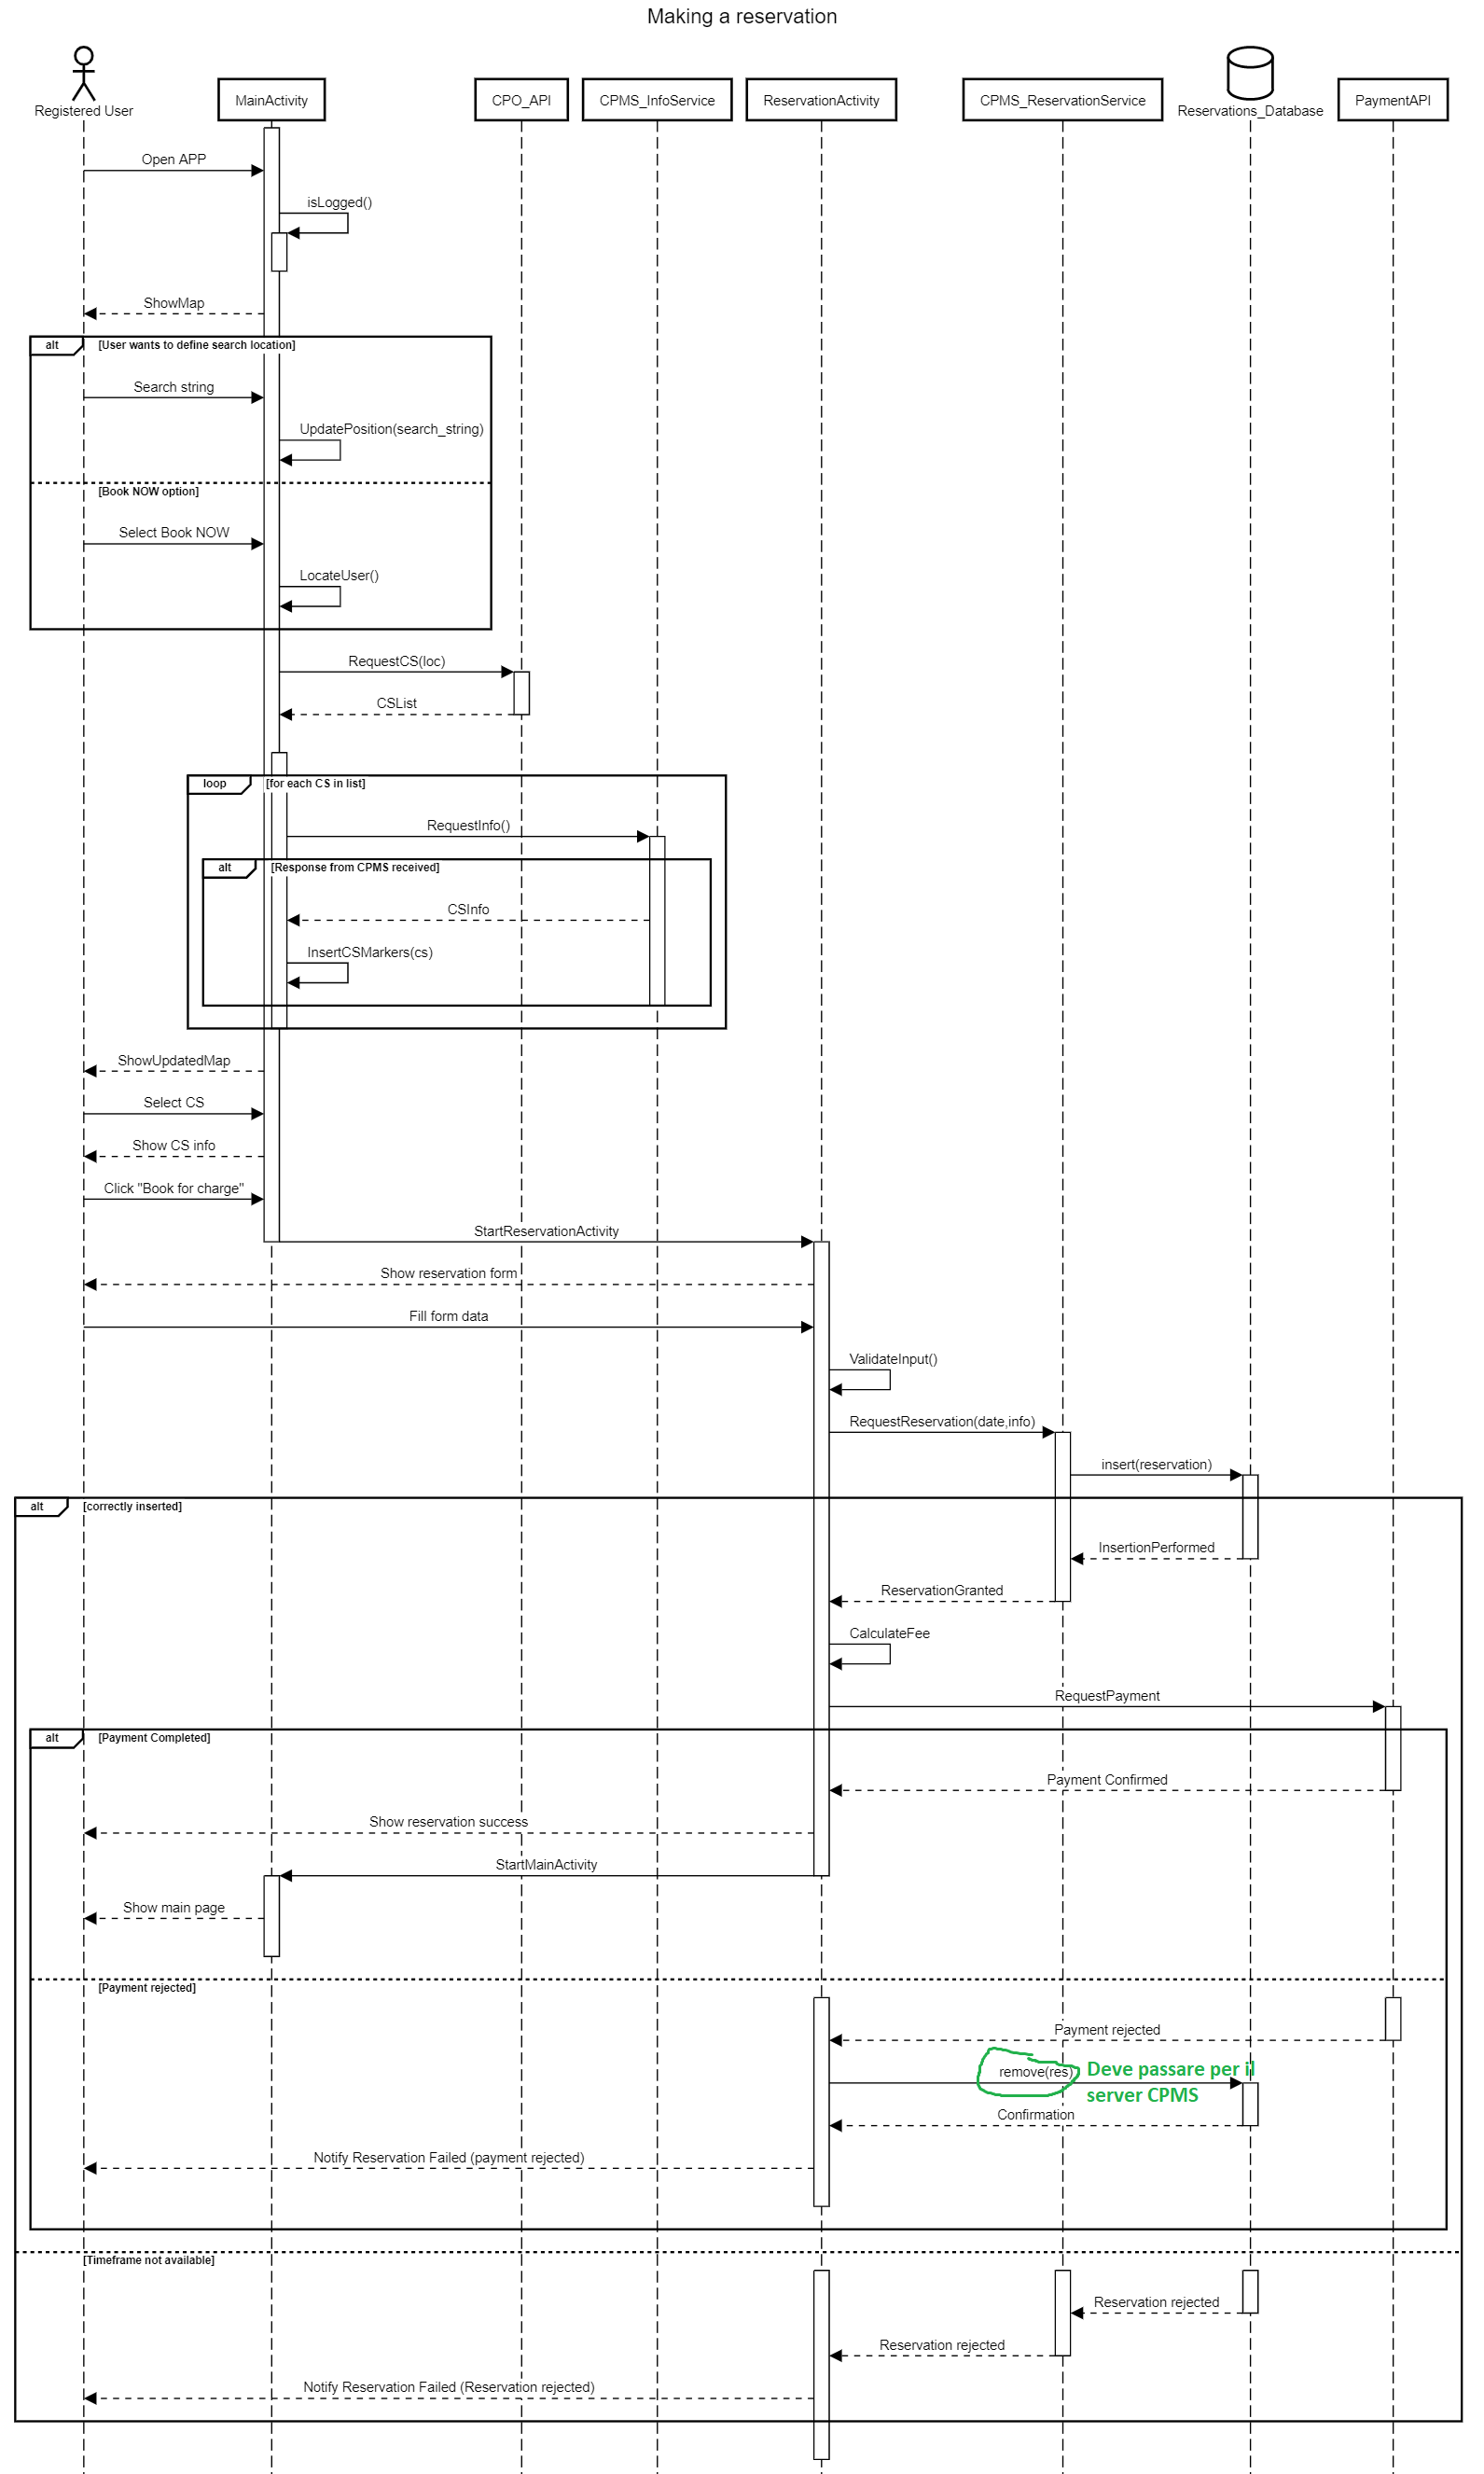 Making a reservation
Registered User
MainActivity
CPO_API
CPMS_InfoService
ReservationActivity
CPMS_ReservationService
Reservations_Database
PaymentAPI
Open APP
isLogged()
ShowMap
alt
[User wants to define search location]
Search string
UpdatePosition(search_string)
[Book NOW option]
Select Book NOW
LocateUser()
RequestCS(loc)
CSList
loop
[for each CS in list]
RequestInfo()
alt
[Response from CPMS received]
CSInfo
InsertCSMarkers(cs)
ShowUpdatedMap
Select CS
Show CS info
Click "Book for charge"
StartReservationActivity
Show reservation form
Fill form data
ValidateInput()
RequestReservation(date,info)
insert(reservation)
alt
[correctly inserted]
InsertionPerformed
ReservationGranted
CalculateFee
RequestPayment
alt
[Payment Completed]
Payment Confirmed
Show reservation success
StartMainActivity
Show main page
[Payment rejected]
Payment rejected
remove(res)
Deve passare per il
server CPMS
Confirmation
Notify Reservation Failed (payment rejected)
[Timeframe not available]
Reservation rejected
Reservation rejected
Notify Reservation Failed (Reservation rejected)